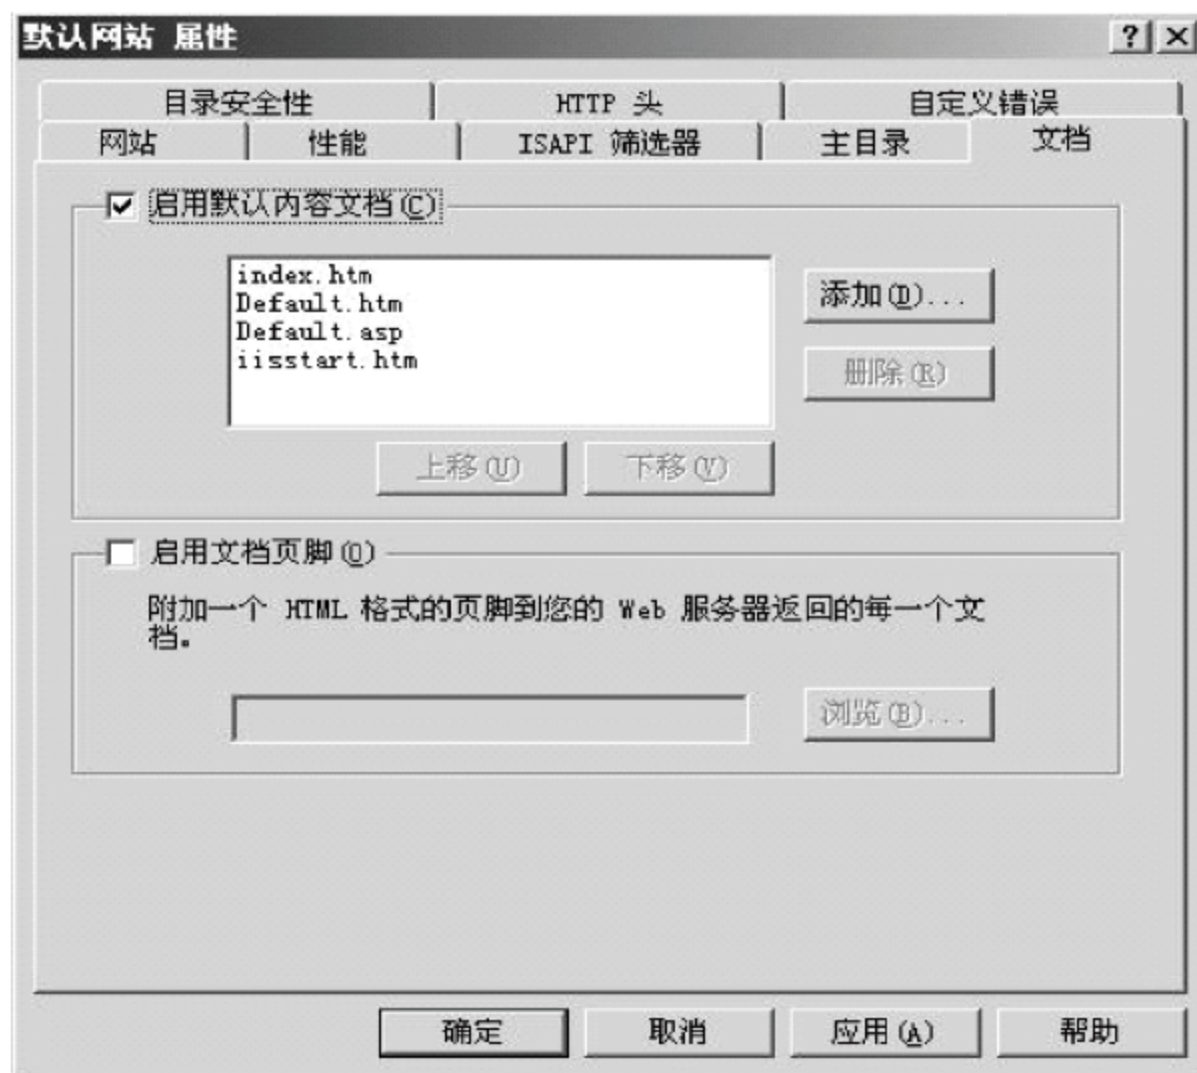 默认网站 属性
目录安全性 HTTP 头 自定义错误
网站 性能 ISAPI 筛选器 主目录 文档
启用默认内容文档(C)
index.htm
Default.htm
Default.asp
iisstart.htm
添加(D)...
删除(R)
上移(U) 下移(V)
启用文档页脚(O)
附加一个 HTML 格式的页脚到您的 Web 服务器返回的每一个文
档。
浏览(B)...
确定 取消 应用(A) 帮助